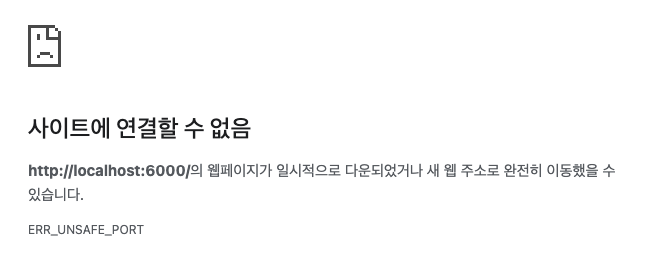 사이트에 연결할 수 없음
http://localhost:6000/의 웹페이지가 일시적으로 다운되었거나 새 웹 주소로 완전히 이동했을 수
있습니다.
ERR_UNSAFE_PORT